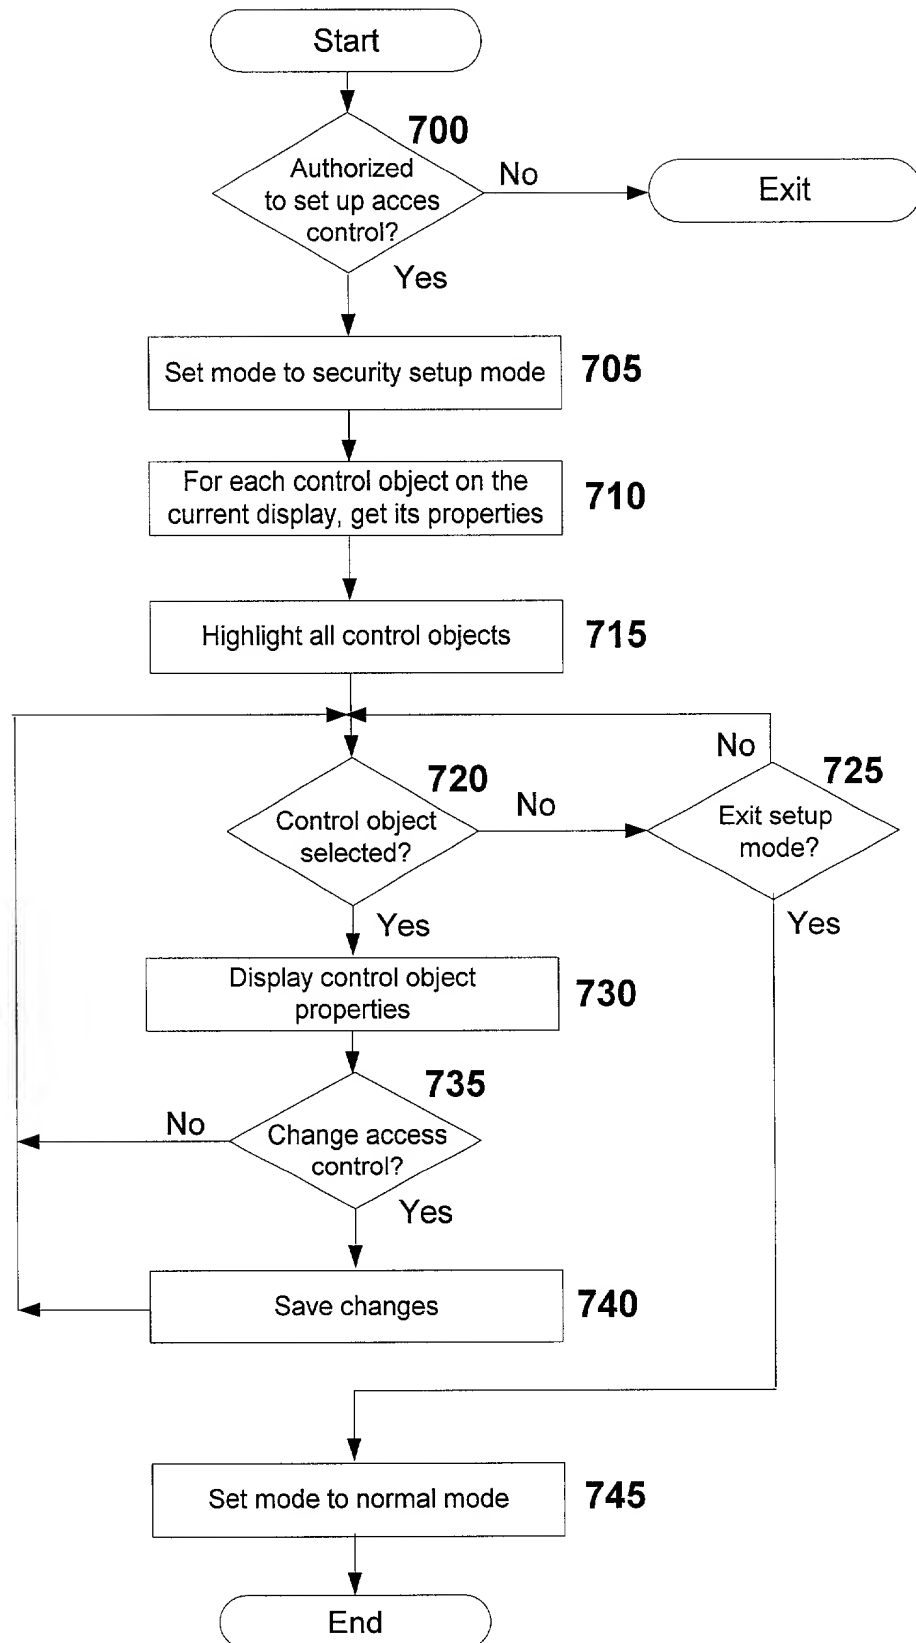 Start
700
Authorized
to set up acces
control?
No
Exit
Yes
Set mode to security setup mode
705
For each control object on the
current display, get its properties
710
Highlight all control objects
715
No
725
720
Control object
selected?
No
Exit setup
mode?
Yes
Yes
Display control object
properties
730
735
No
Change access
control?
Yes
Save changes
740
Set mode to normal mode
745
End